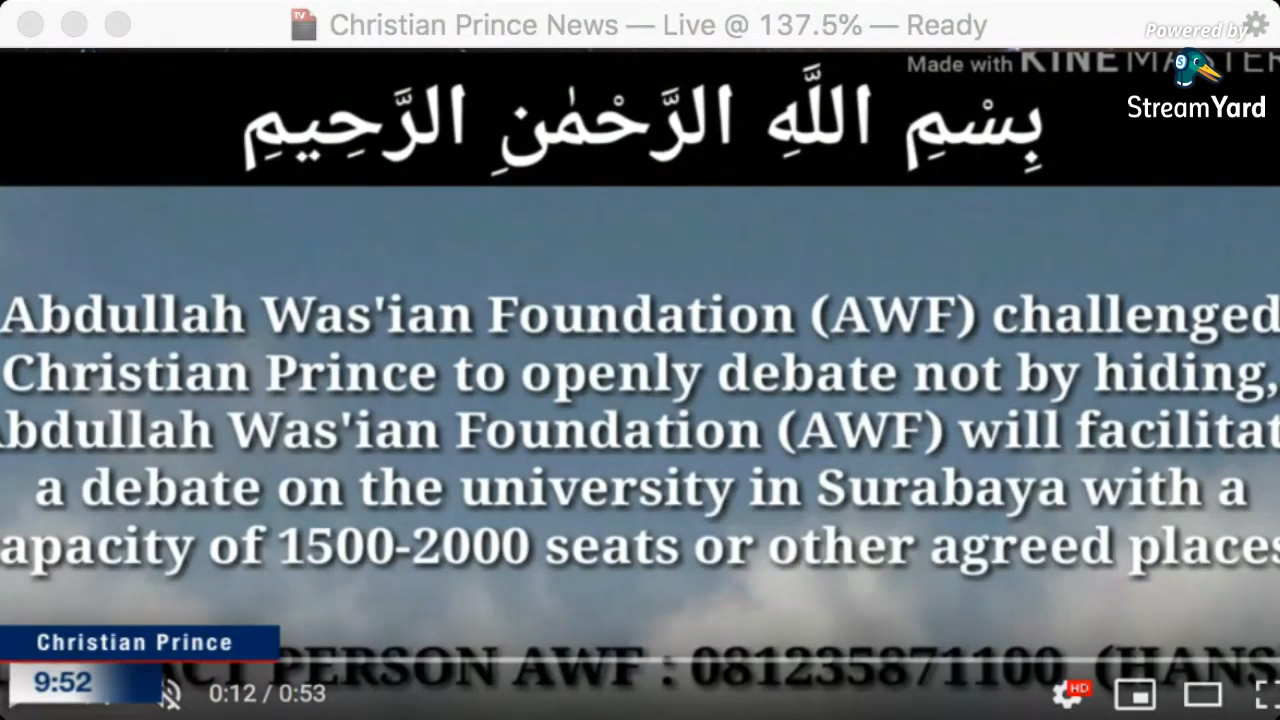 Christian Prince News — Live @ 137.5% — Ready
Powered by
StreamYard
Made with KINEMASTER
بِسْمِ اللَّهِ الرَّحْمَٰنِ الرَّحِيمِ
Abdullah Was'ian Foundation (AWF) challenged
Christian Prince to openly debate not by hiding,
bdullah Was'ian Foundation (AWF) will facilitat
a debate on the university in Surabaya with a
apacity of 1500-2000 seats or other agreed places
Christian Prince
PERSON AWF : 081235871100 (HANS
9:52
0:12 / 0:53
HD